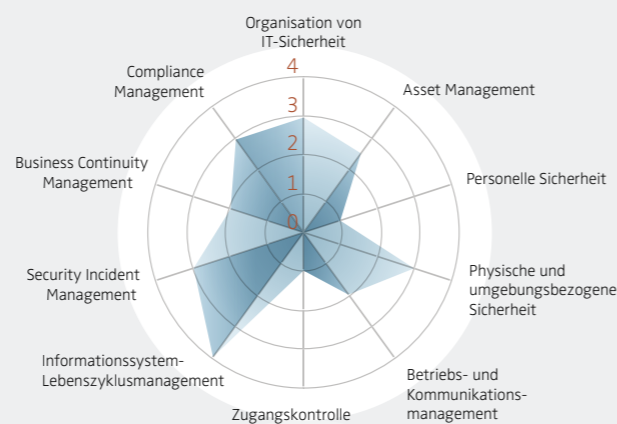 Organisation von
IT-Sicherheit
Asset Management
Personelle Sicherheit
Physische und
umgebungsbezogene
Sicherheit
Betriebs- und
Kommunikations-
management
Zugangskontrolle
Informationssystem-
Lebenszyklusmanagement
Security Incident
Management
Business Continuity
Management
Compliance
Management
4
3
2
1
0